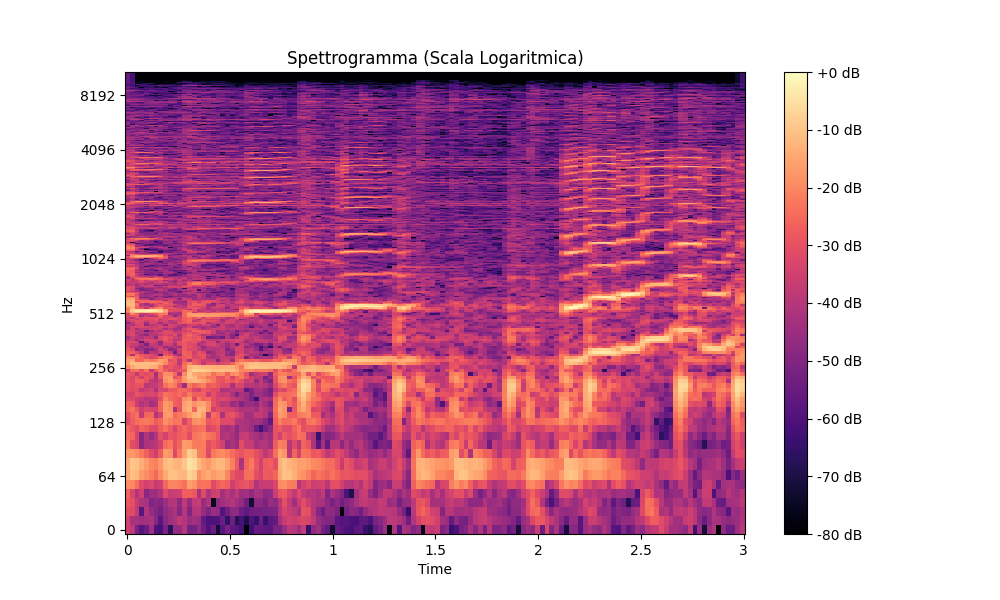 Spettrogramma (Scala Logaritmica)
Hz
8192
4096
2048
1024
512
256
128
64
0
0
0.5
1
1.5
2
2.5
3
Time
+0 dB
-10 dB
-20 dB
-30 dB
-40 dB
-50 dB
-60 dB
-70 dB
-80 dB